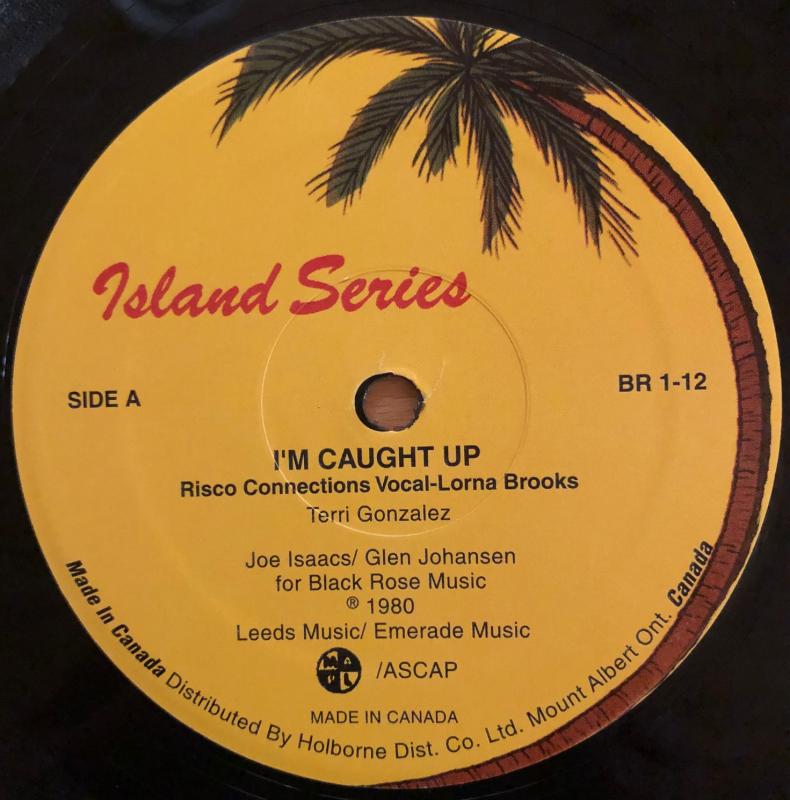 Island Series
SIDE A
BR 1-12
I'M CAUGHT UP
Risco Connections Vocal-Lorna Brooks
Terri Gonzalez
Joe Isaacs/ Glen Johansen
for Black Rose Music
® 1980
Leeds Music/ Emerade Music
MAPL /ASCAP
MADE IN CANADA
Made In Canada Distributed By Holborne Dist. Co. Ltd. Mount Albert Ont. Canada